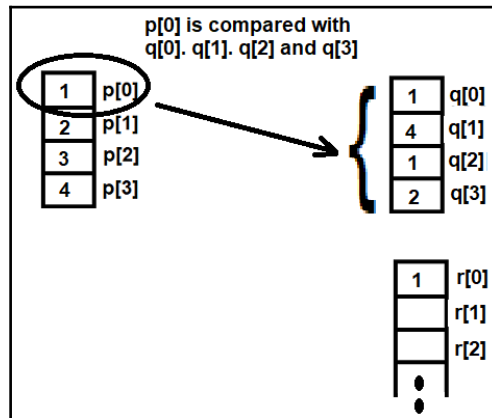 p[0] is compared with
q[0]. q[1]. q[2] and q[3]
1 p[0]
2 p[1]
3 p[2]
4 p[3]
1 q[0]
4 q[1]
1 q[2]
2 q[3]
1 r[0]
r[1]
r[2]